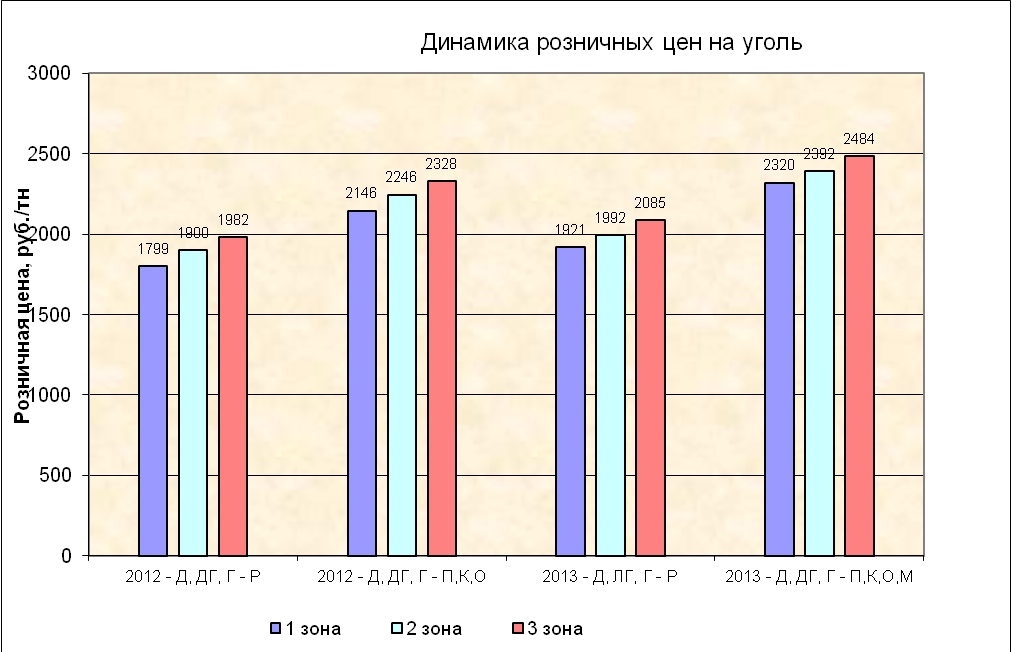 Динамика розничных цен на уголь
Розничная цена, руб./тн
3000
2500
2000
1500
1000
500
0
1799
1900
1982
2146
2246
2328
1921
1992
2085
2320
2392
2484
2012 - Д, ДГ, Г - Р
2012 - Д, ДГ, Г - П,К,О
2013 - Д, ЛГ, Г - Р
2013 - Д, ДГ, Г - П,К,О,М
1 зона
2 зона
3 зона